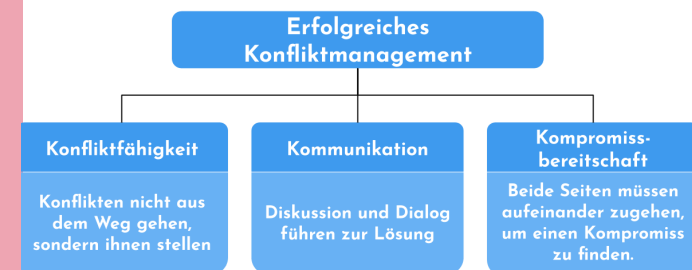 Erfolgreiches
Konfliktmanagement
Konfliktfähigkeit
Konflikten nicht aus
dem Weg gehen,
sondern ihnen stellen
Kommunikation
Diskussion und Dialog
führen zur Lösung
Kompromiss-
bereitschaft
Beide Seiten müssen
aufeinander zugehen,
um einen Kompromiss
zu finden.